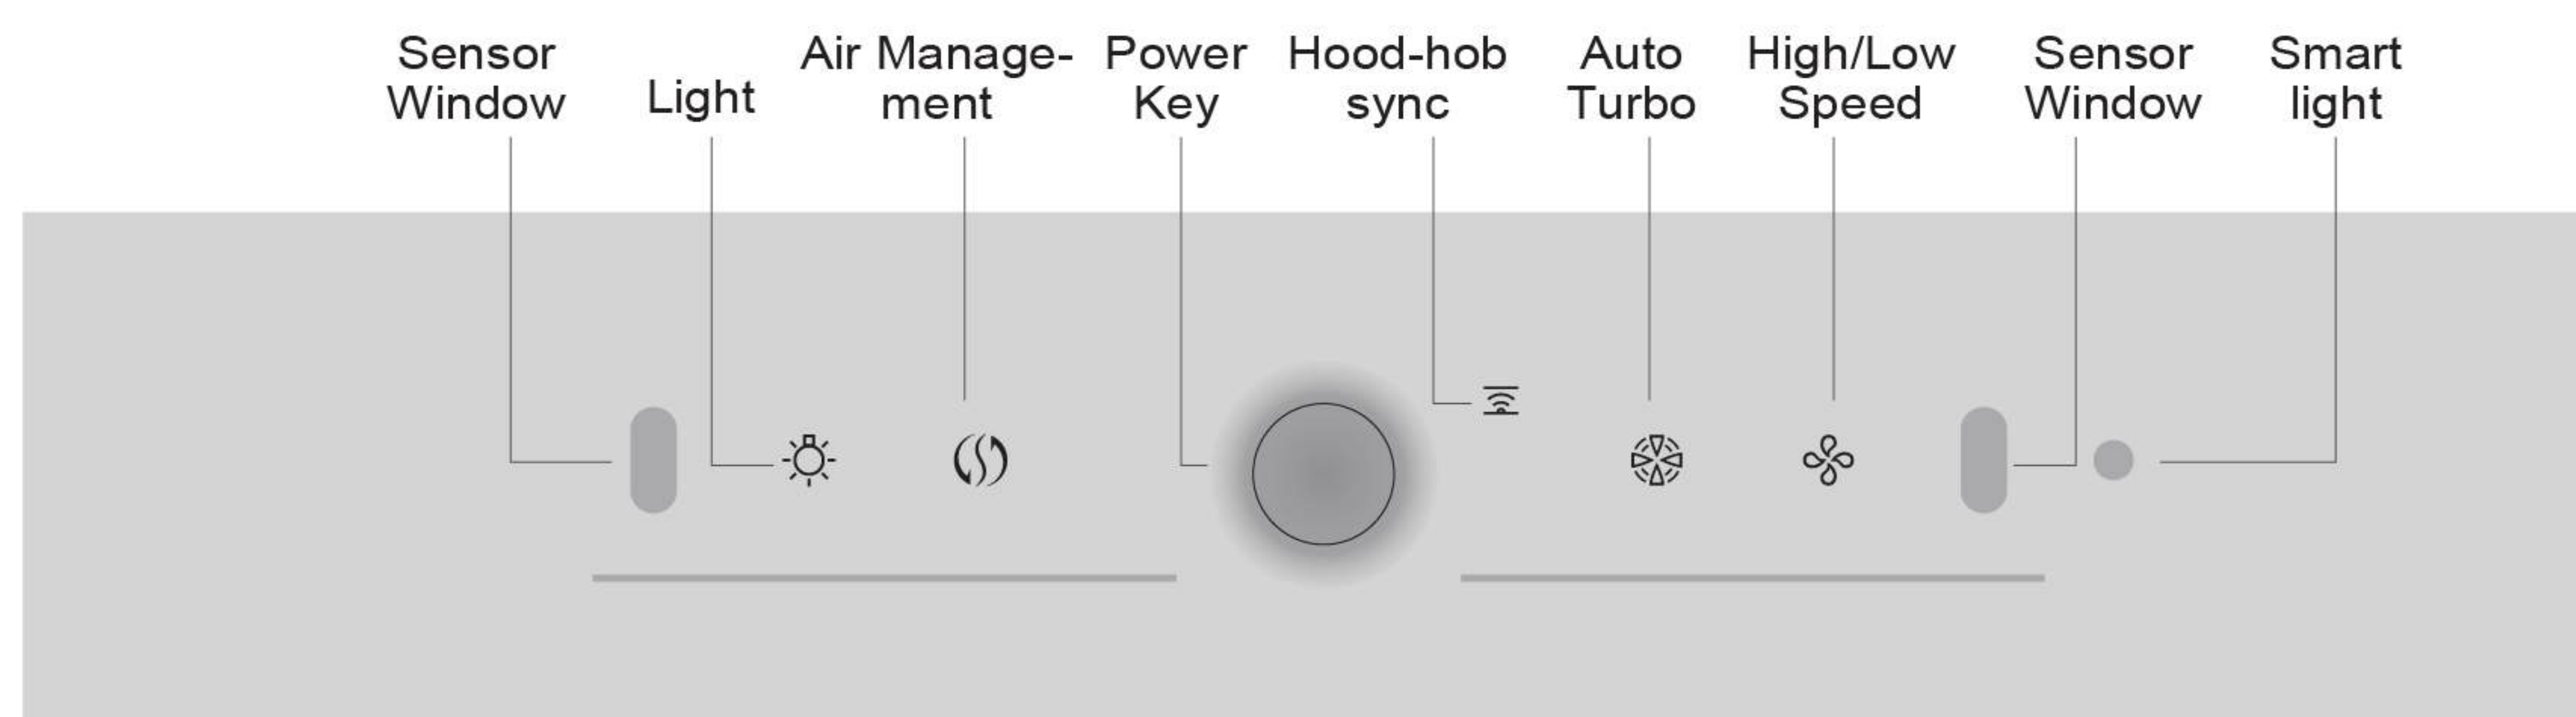 Sensor
Window
Light
Air Manage-
ment
Power
Key
Hood-hob
sync
Auto
Turbo
High/Low
Speed
Sensor
Window
Smart
light